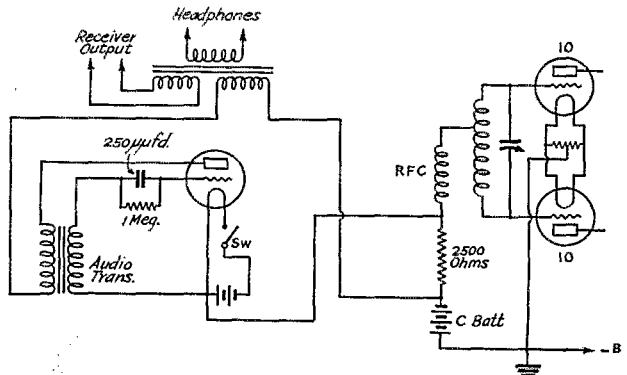 Headphones
Receiver
Output
10
250µµfd.
RFC
1 Meg.
Sw
2500
Ohms
Audio
Trans.
10
C Batt
- B